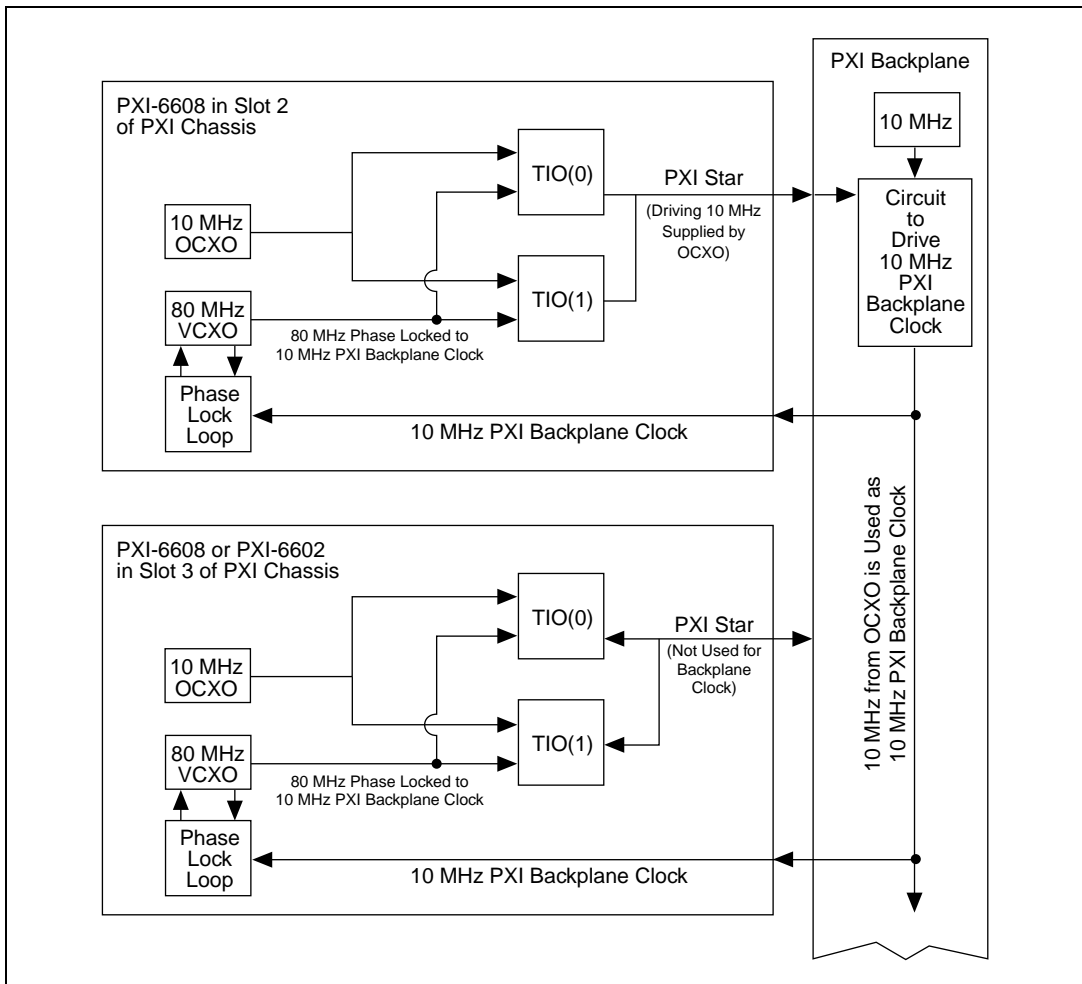 PXI Backplane
10 MHz
Circuit
to
Drive
10 MHz
PXI
Backplane
Clock
PXI-6608 in Slot 2
of PXI Chassis
10 MHz
OCXO
80 MHz
VCXO
Phase
Lock
Loop
TIO(0)
TIO(1)
PXI Star
(Driving 10 MHz
Supplied by
OCXO)
80 MHz Phase Locked to
10 MHz PXI Backplane Clock
10 MHz PXI Backplane Clock
10 MHz from OCXO is Used as
10 MHz PXI Backplane Clock
PXI-6608 or PXI-6602
in Slot 3 of PXI Chassis
10 MHz
OCXO
80 MHz
VCXO
Phase
Lock
Loop
TIO(0)
TIO(1)
PXI Star
(Not Used for
Backplane
Clock)
80 MHz Phase Locked to
10 MHz PXI Backplane Clock
10 MHz PXI Backplane Clock